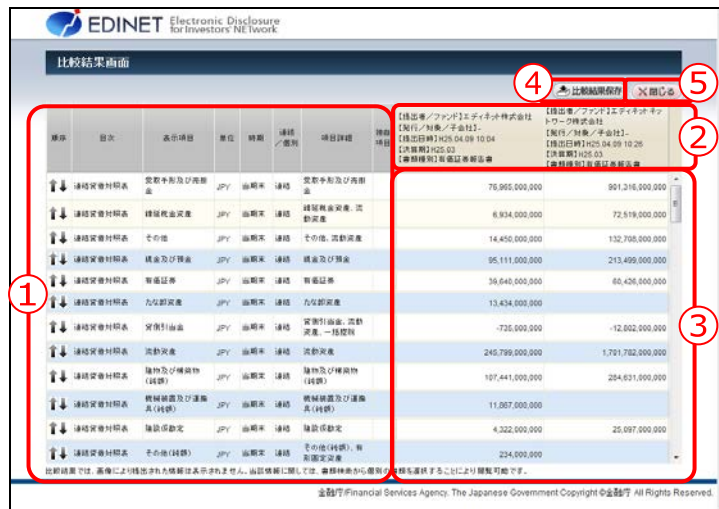 EDINET Electronic Disclosure for Investors' NETwork
比較結果画面
④ ⑤
比較結果保存 ×閉じる
① ② ③
順序 目次 表示項目 単位 時期 連結／個別 項目詳細
【提出者／ファンド】エディネット株式会社
【発行／対象／子会社】-
【提出日時】H25.04.09 10:04
【決算期】H25.03
【書類種別】有価証券報告書
【提出者／ファンド】エディネットネットワーク株式会社
【発行／対象／子会社】-
【提出日時】H25.04.09 10:26
【決算期】H25.03
【書類種別】有価証券報告書
連結貸借対照表 受取手形及び売掛金 JPY 当期末 連結 受取手形及び売掛金 76,965,000,000 901,316,000,000
連結貸借対照表 繰延税金資産 JPY 当期末 連結 繰延税金資産、流動資産 6,934,000,000 72,519,000,000
連結貸借対照表 その他 JPY 当期末 連結 その他、流動資産 14,450,000,000 132,708,000,000
連結貸借対照表 現金及び預金 JPY 当期末 連結 現金及び預金 95,111,000,000 213,499,000,000
連結貸借対照表 有価証券 JPY 当期末 連結 有価証券 39,640,000,000 60,426,000,000
連結貸借対照表 たな卸資産 JPY 当期末 連結 たな卸資産 13,434,000,000
連結貸借対照表 貸倒引当金 JPY 当期末 連結 貸倒引当金、流動資産、一括控除 -735,000,000 -12,002,000,000
連結貸借対照表 流動資産 JPY 当期末 連結 流動資産 245,799,000,000 1,701,782,000,000
連結貸借対照表 建物及び構築物(純額) JPY 当期末 連結 建物及び構築物(純額) 107,441,000,000 284,631,000,000
連結貸借対照表 機械装置及び運搬具(純額) JPY 当期末 連結 機械装置及び運搬具(純額) 11,867,000,000
連結貸借対照表 建設仮勘定 JPY 当期末 連結 建設仮勘定 4,322,000,000 25,097,000,000
連結貸借対照表 その他(純額) JPY 当期末 連結 その他(純額)、有形固定資産 234,000,000
比較結果では、画像により提出された情報は表示されません。当該情報に関しては、書類検索から個別の書類を選択することにより閲覧可能です。
金融庁/Financial Services Agency, The Japanese Government Copyright ©金融庁 All Rights Reserved.